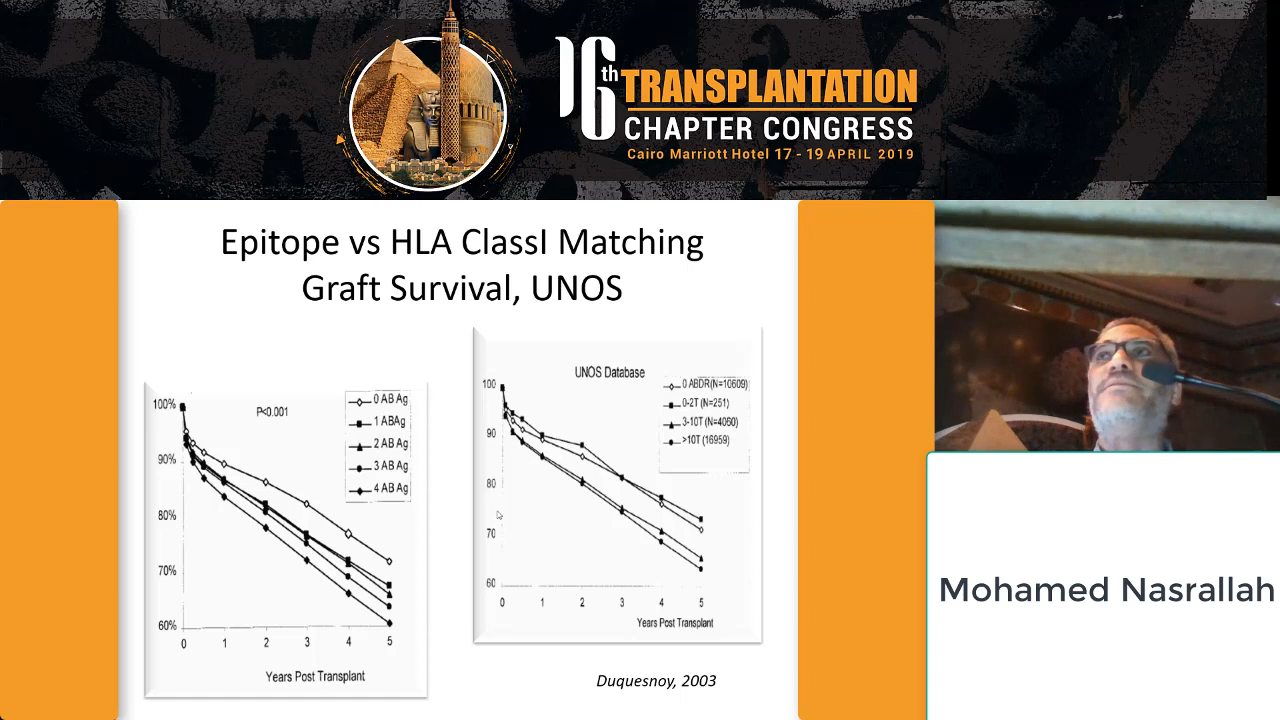 16th TRANSPLANTATION
CHAPTER CONGRESS
Cairo Marriott Hotel 17 - 19 APRIL 2019
Epitope vs HLA ClassI Matching
Graft Survival, UNOS
P<0.001
0 AB Ag
1 ABAg
2 AB Ag
3 AB Ag
4 AB Ag
100%
90%
80%
70%
60%
0 1 2 3 4 5
Years Post Transplant
UNOS Database
0 ABDR(N=10609)
0-2T (N=251)
3-10T (N=4060)
>10T (16959)
100
90
80
70
60
0 1 2 3 4 5
Years Post Transplant
Duquesnoy, 2003
Mohamed Nasrallah